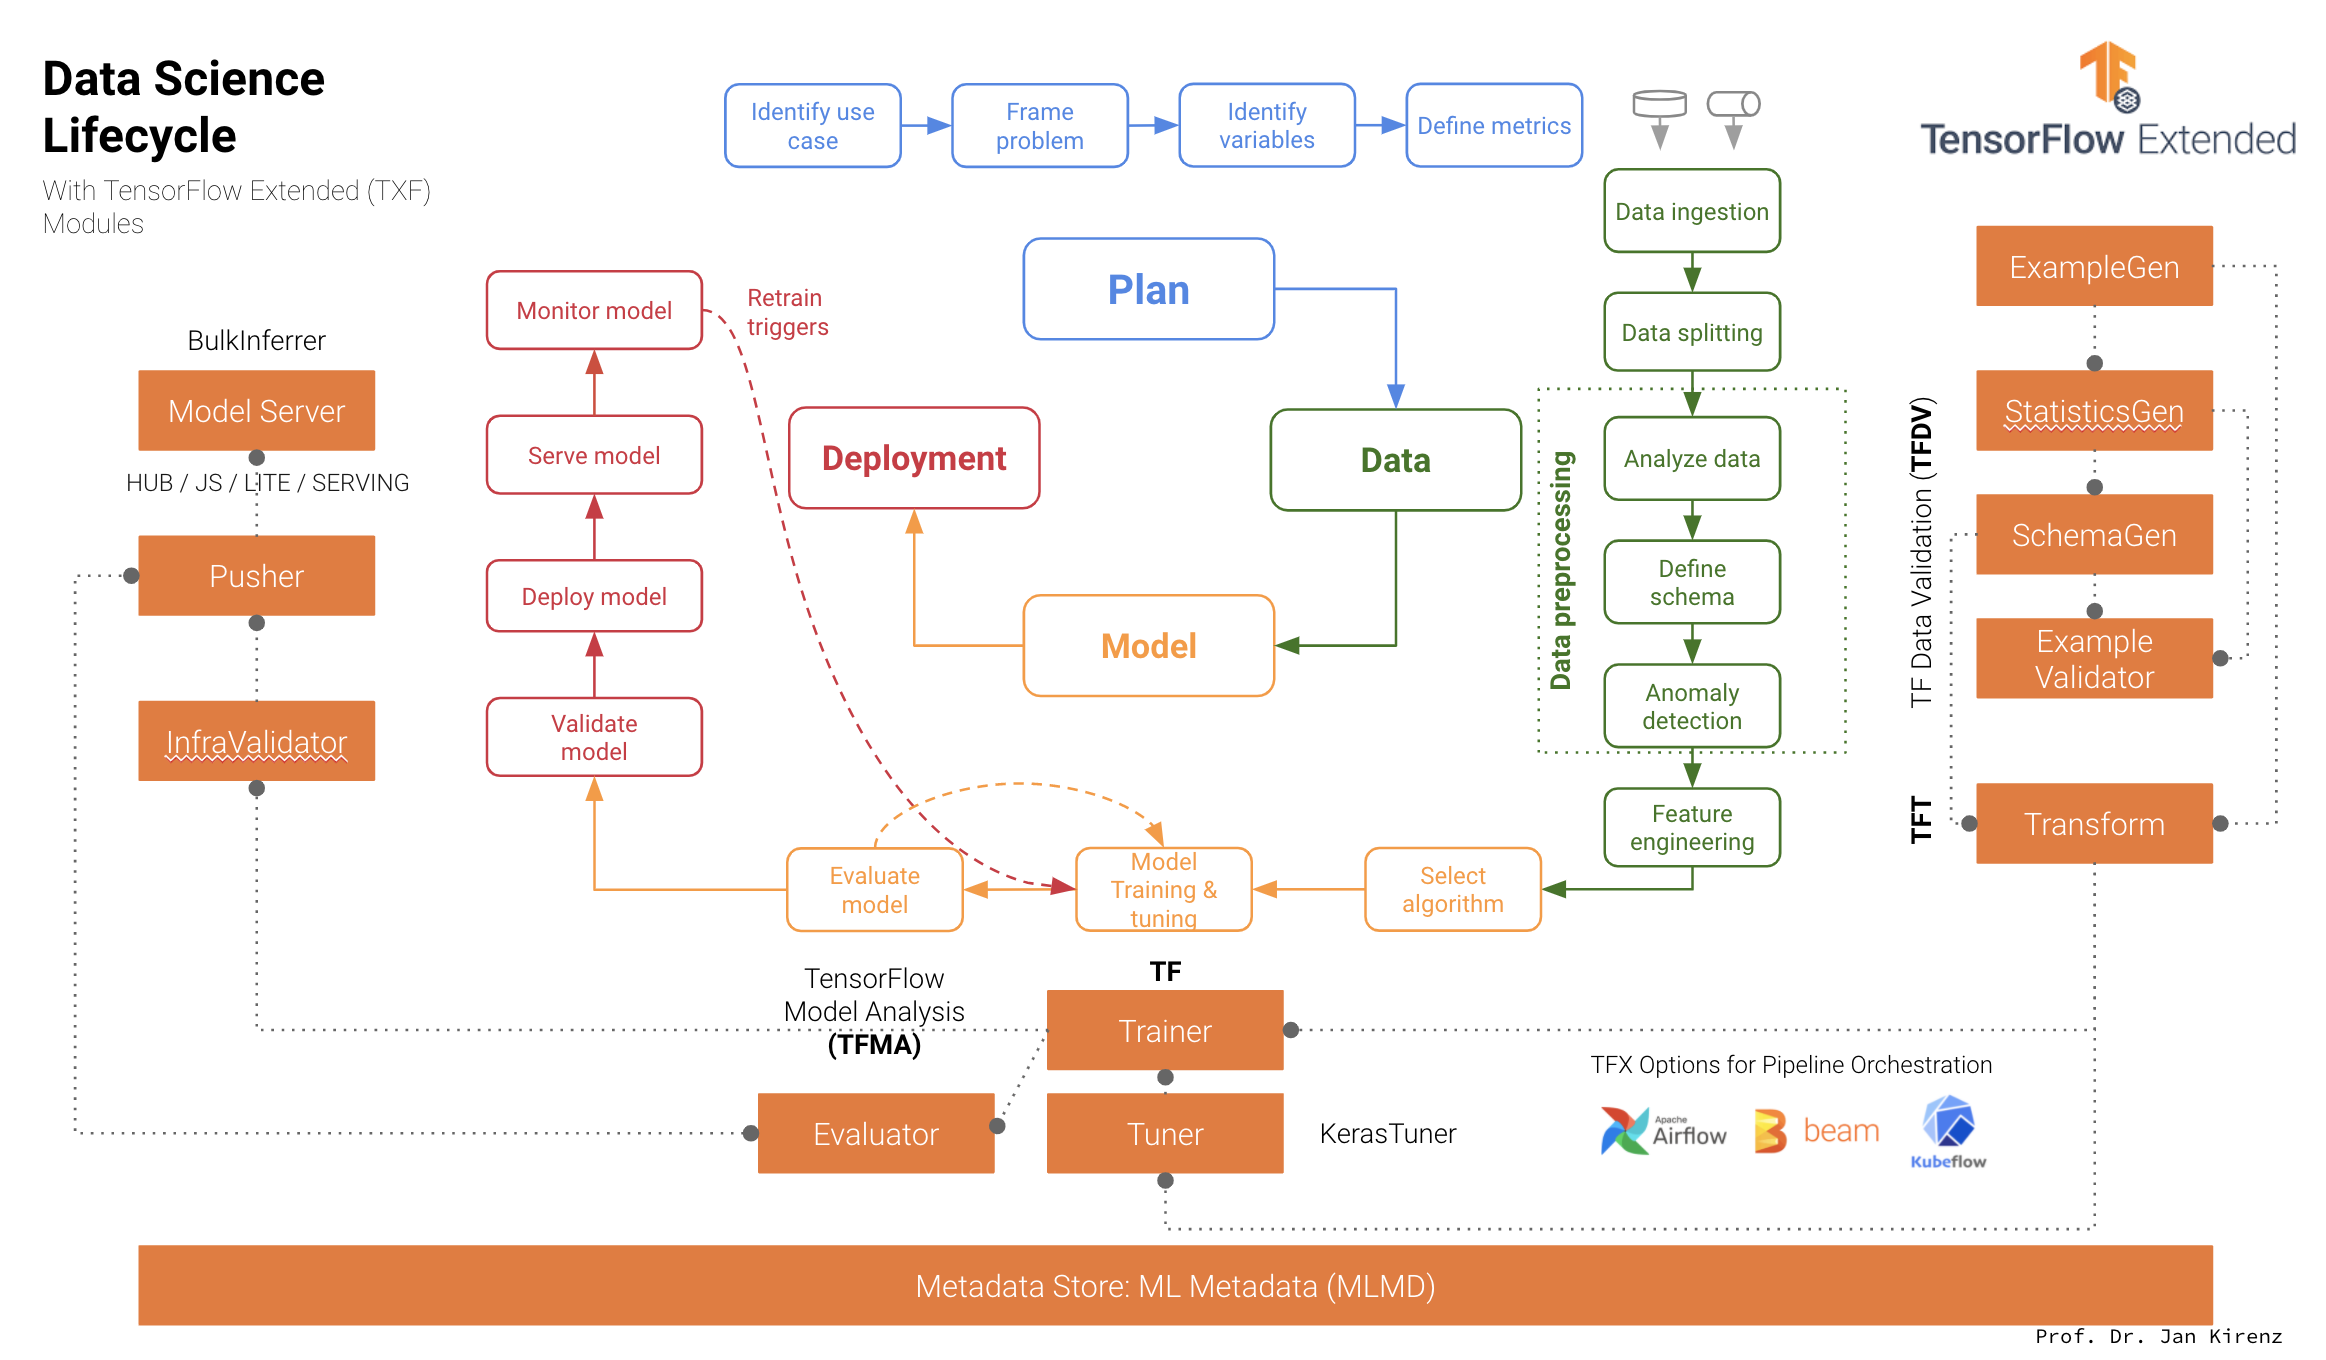 Data Science
Lifecycle
With TensorFlow Extended (TXF)
Modules
Identify use
case
Frame
problem
Identify
variables
Define metrics
TensorFlow Extended
Data ingestion
Data splitting
Data preprocessing
Analyze data
Define
schema
Anomaly
detection
Feature
engineering
Plan
Data
Model
Deployment
Monitor model
Retrain
triggers
Serve model
Deploy model
Validate
model
Evaluate
model
Model
Training &
tuning
Select
algorithm
BulkInferrer
Model Server
HUB / JS / LITE / SERVING
Pusher
InfraValidator
ExampleGen
StatisticsGen
SchemaGen
Example
Validator
TF Data Validation (TFDV)
TFT
Transform
TensorFlow
Model Analysis
(TFMA)
TF
Trainer
Evaluator
Tuner
KerasTuner
TFX Options for Pipeline Orchestration
Apache
Airflow
beam
Kubeflow
Metadata Store: ML Metadata (MLMD)
Prof. Dr. Jan Kirenz